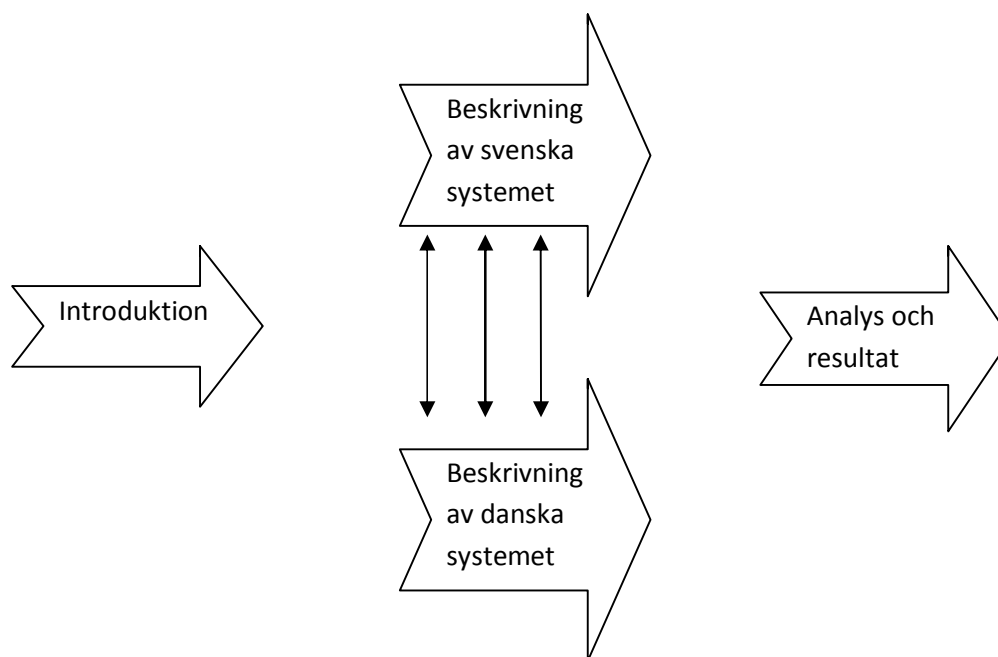 Introduktion
Beskrivning
av svenska
systemet
Beskrivning
av danska
systemet
Analys och
resultat